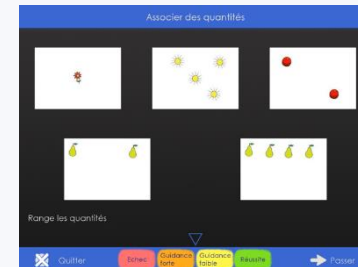 Associer des quantités
Range les quantités
Quitter
Echec
Guidance
forte
Guidance
faible
Réussite
Passer